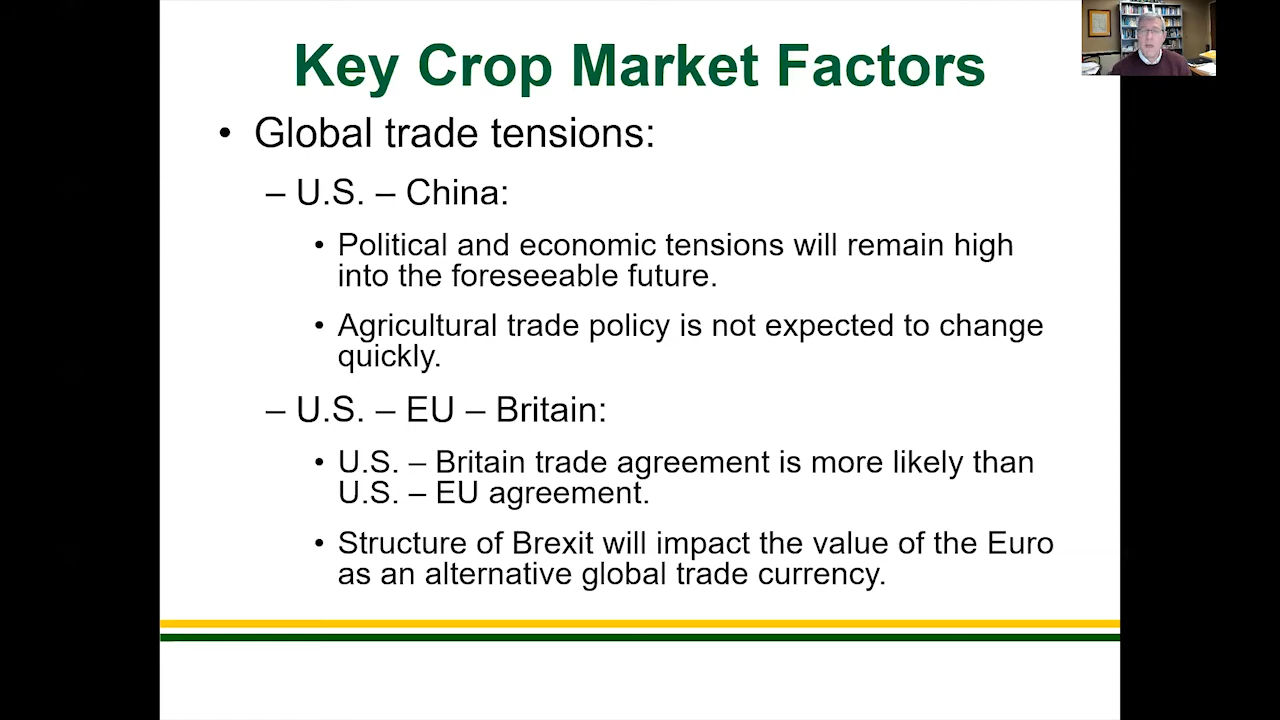 Key Crop Market Factors
• Global trade tensions:
– U.S. – China:
• Political and economic tensions will remain high
into the foreseeable future.
• Agricultural trade policy is not expected to change
quickly.
– U.S. – EU – Britain:
• U.S. – Britain trade agreement is more likely than
U.S. – EU agreement.
• Structure of Brexit will impact the value of the Euro
as an alternative global trade currency.